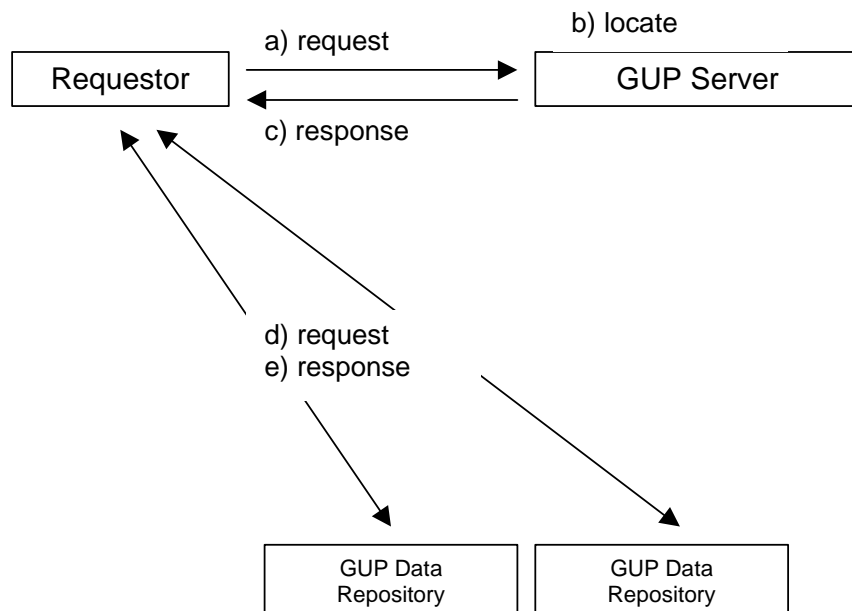 a) request
b) locate
Requestor
GUP Server
c) response
d) request
e) response
GUP Data
Repository
GUP Data
Repository